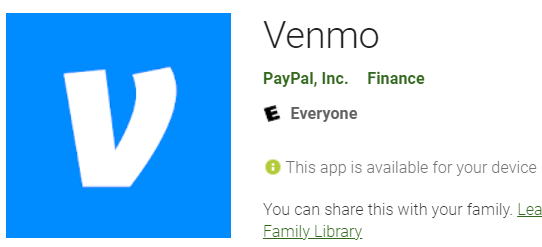 Venmo
PayPal, Inc. Finance
E Everyone
This app is available for your device
You can share this with your family. Lea
Family Library